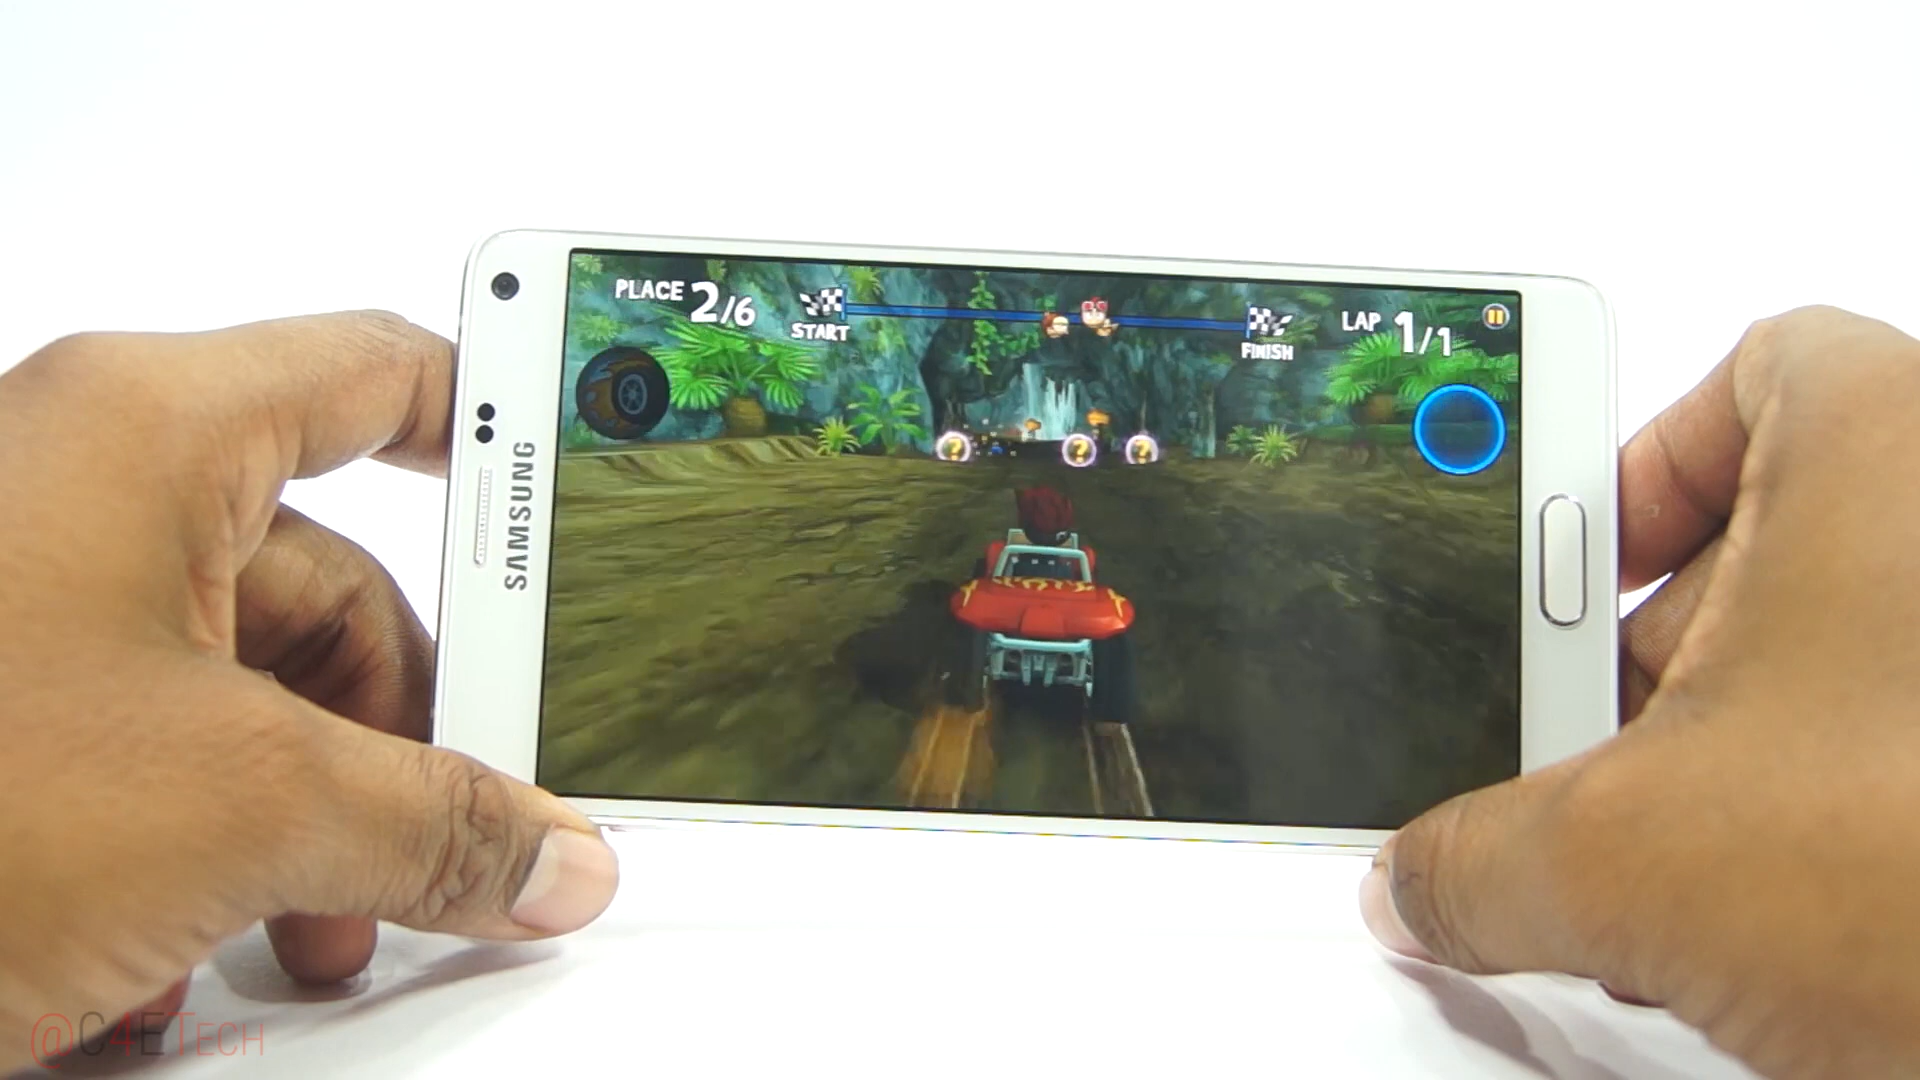 PLACE 2/6
START
FINISH
LAP 1/1
? ? ?
SAMSUNG
@C4ETECH